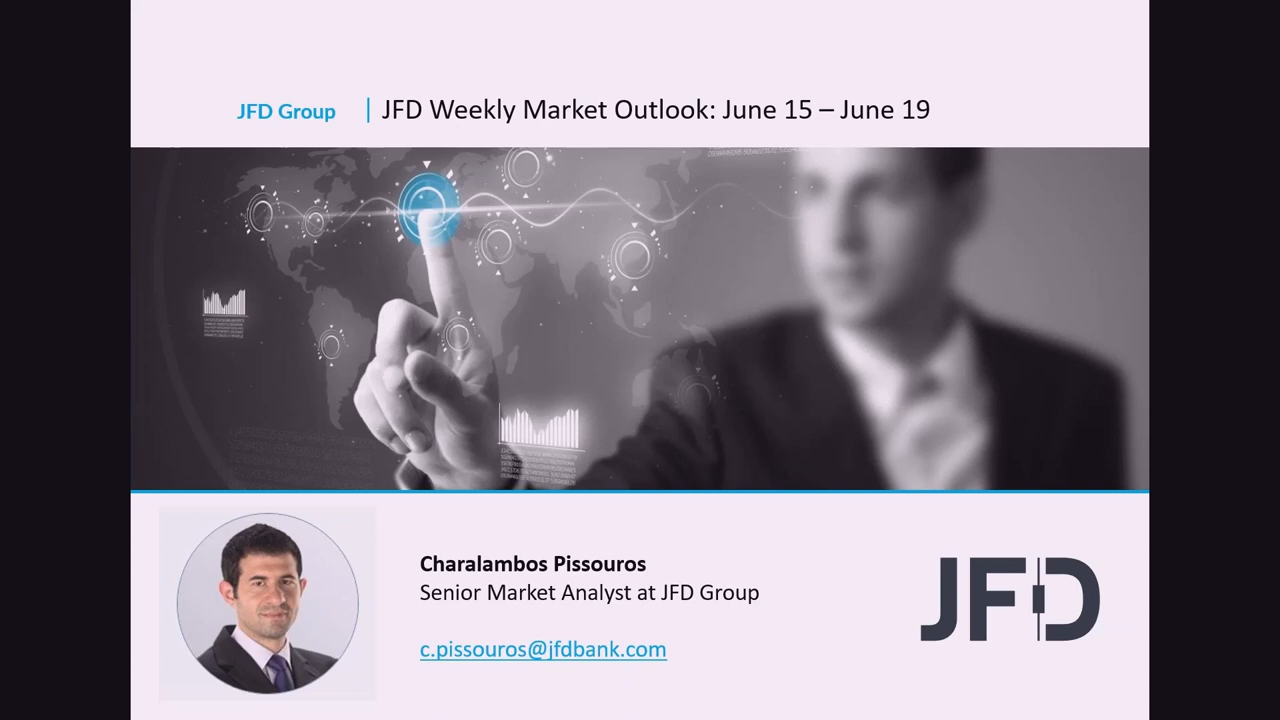 JFD Group | JFD Weekly Market Outlook: June 15 – June 19
Charalambos Pissouros
Senior Market Analyst at JFD Group
c.pissouros@jfdbank.com
JFD